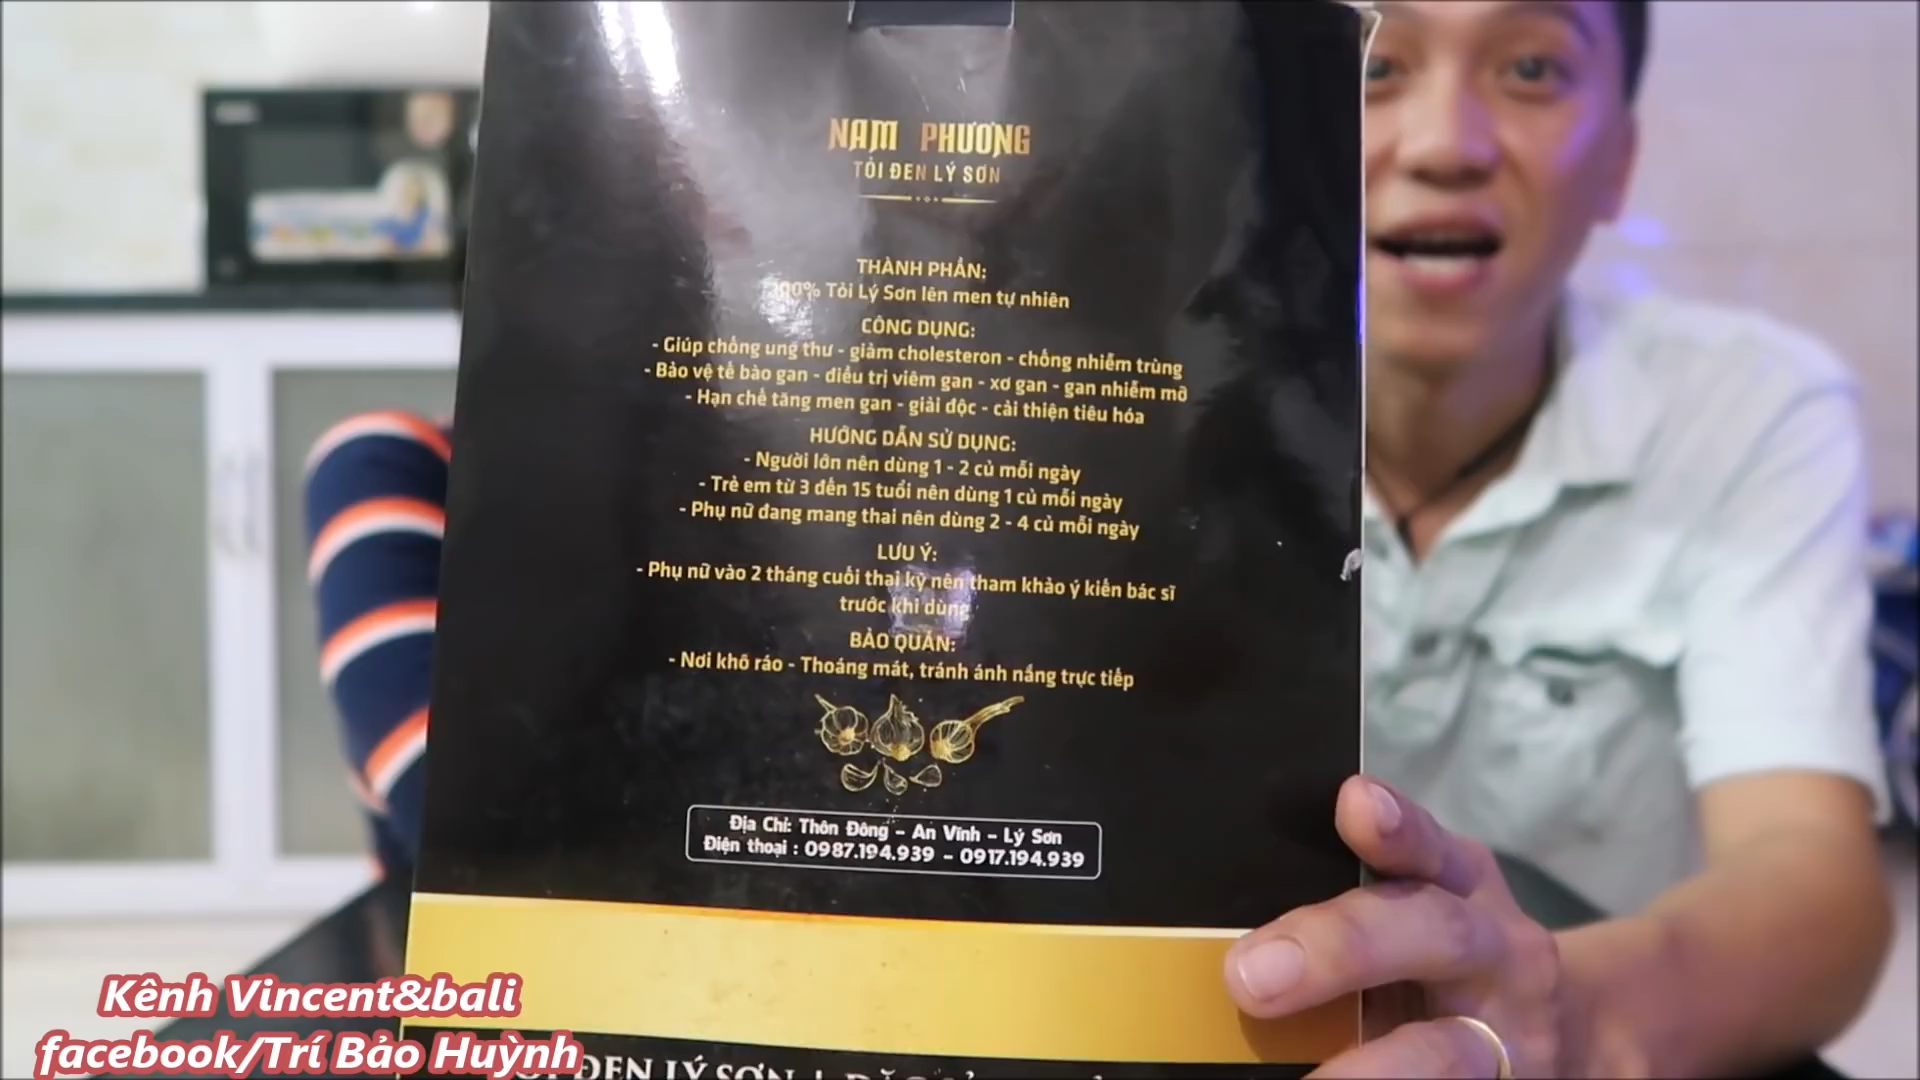 NAM PHƯƠNG
TỎI ĐEN LÝ SƠN
THÀNH PHẦN:
100% Tỏi Lý Sơn lên men tự nhiên
CÔNG DỤNG:
- Giúp chống ung thư - giảm cholesteron - chống nhiễm trùng
- Bảo vệ tế bào gan - điều trị viêm gan - xơ gan - gan nhiễm mỡ
- Hạn chế tăng men gan - giải độc - cải thiện tiêu hóa
HƯỚNG DẪN SỬ DỤNG:
- Người lớn nên dùng 1 - 2 củ mỗi ngày
- Trẻ em từ 3 đến 15 tuổi nên dùng 1 củ mỗi ngày
- Phụ nữ đang mang thai nên dùng 2 - 4 củ mỗi ngày
LƯU Ý:
- Phụ nữ vào 2 tháng cuối thai kỳ nên tham khảo ý kiến bác sĩ
trước khi dùng
BẢO QUẢN:
- Nơi khô ráo - Thoáng mát, tránh ánh nắng trực tiếp
Địa Chỉ: Thôn Đông - An Vĩnh - Lý Sơn
Điện thoại : 0987.194.939 - 0917.194.939
ĐEN LÝ SƠN
Kênh Vincent&bali
facebook/Trí Bảo Huỳnh